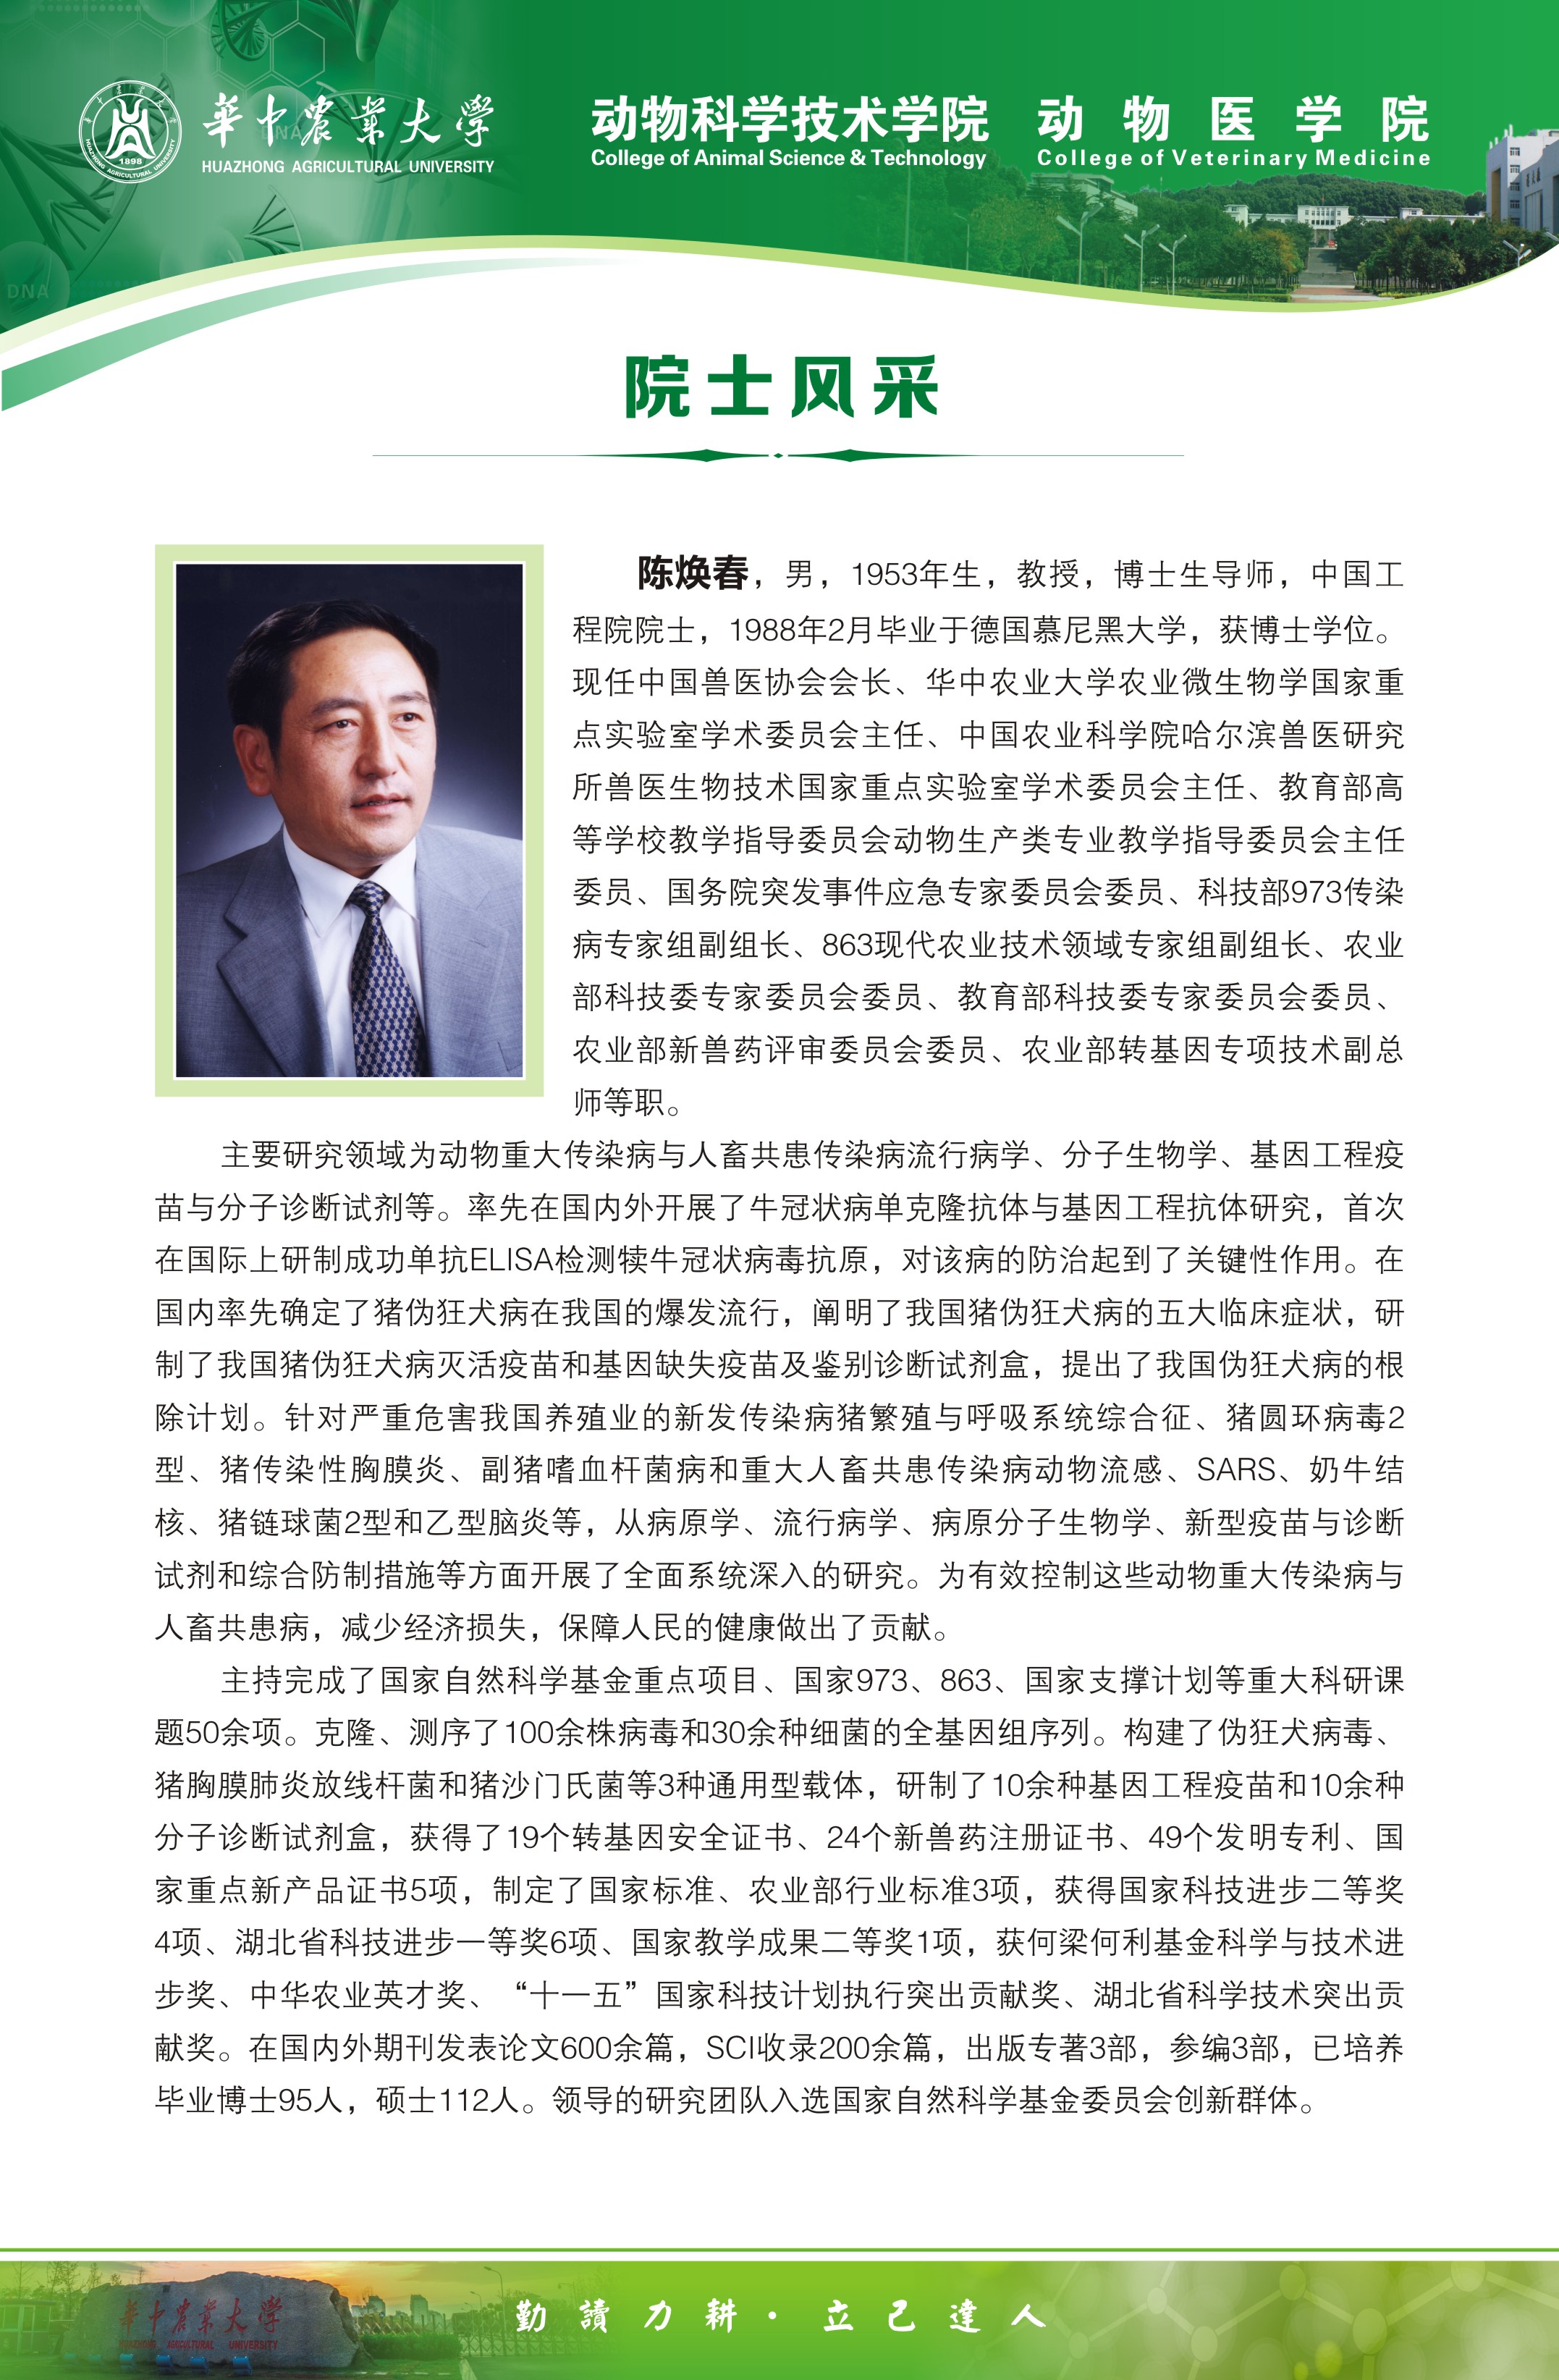 華中農業大学
HUAZHONG AGRICULTURAL UNIVERSITY
1898
HUAZHONG AGRICULTURAL UNIVERSITY
动物科学技术学院
College of Animal Science & Technology
动物医学院
College of Veterinary Medicine
DNA
DNA
院士风采
陈焕春，男，1953年生，教授，博士生导师，中国工
程院院士，1988年2月毕业于德国慕尼黑大学，获博士学位。
现任中国兽医协会会长、华中农业大学农业微生物学国家重
点实验室学术委员会主任、中国农业科学院哈尔滨兽医研究
所兽医生物技术国家重点实验室学术委员会主任、教育部高
等学校教学指导委员会动物生产类专业教学指导委员会主任
委员、国务院突发事件应急专家委员会委员、科技部973传染
病专家组副组长、863现代农业技术领域专家组副组长、农业
部科技委专家委员会委员、教育部科技委专家委员会委员、
农业部新兽药评审委员会委员、农业部转基因专项技术副总
师等职。
主要研究领域为动物重大传染病与人畜共患传染病流行病学、分子生物学、基因工程疫
苗与分子诊断试剂等。率先在国内外开展了牛冠状病单克隆抗体与基因工程抗体研究，首次
在国际上研制成功单抗ELISA检测犊牛冠状病毒抗原，对该病的防治起到了关键性作用。在
国内率先确定了猪伪狂犬病在我国的爆发流行，阐明了我国猪伪狂犬病的五大临床症状，研
制了我国猪伪狂犬病灭活疫苗和基因缺失疫苗及鉴别诊断试剂盒，提出了我国伪狂犬病的根
除计划。针对严重危害我国养殖业的新发传染病猪繁殖与呼吸系统综合征、猪圆环病毒2
型、猪传染性胸膜炎、副猪嗜血杆菌病和重大人畜共患传染病动物流感、SARS、奶牛结
核、猪链球菌2型和乙型脑炎等，从病原学、流行病学、病原分子生物学、新型疫苗与诊断
试剂和综合防制措施等方面开展了全面系统深入的研究。为有效控制这些动物重大传染病与
人畜共患病，减少经济损失，保障人民的健康做出了贡献。
主持完成了国家自然科学基金重点项目、国家973、863、国家支撑计划等重大科研课
题50余项。克隆、测序了100余株病毒和30余种细菌的全基因组序列。构建了伪狂犬病毒、
猪胸膜肺炎放线杆菌和猪沙门氏菌等3种通用型载体，研制了10余种基因工程疫苗和10余种
分子诊断试剂盒，获得了19个转基因安全证书、24个新兽药注册证书、49个发明专利、国
家重点新产品证书5项，制定了国家标准、农业部行业标准3项，获得国家科技进步二等奖
4项、湖北省科技进步一等奖6项、国家教学成果二等奖1项，获何梁何利基金科学与技术进
步奖、中华农业英才奖、“十一五”国家科技计划执行突出贡献奖、湖北省科学技术突出贡
献奖。在国内外期刊发表论文600余篇，SCI收录200余篇，出版专著3部，参编3部，已培养
毕业博士95人，硕士112人。领导的研究团队入选国家自然科学基金委员会创新群体。
華中農業大学
HUAZHONG AGRICULTURAL UNIVERSITY
勤讀力耕·立己達人